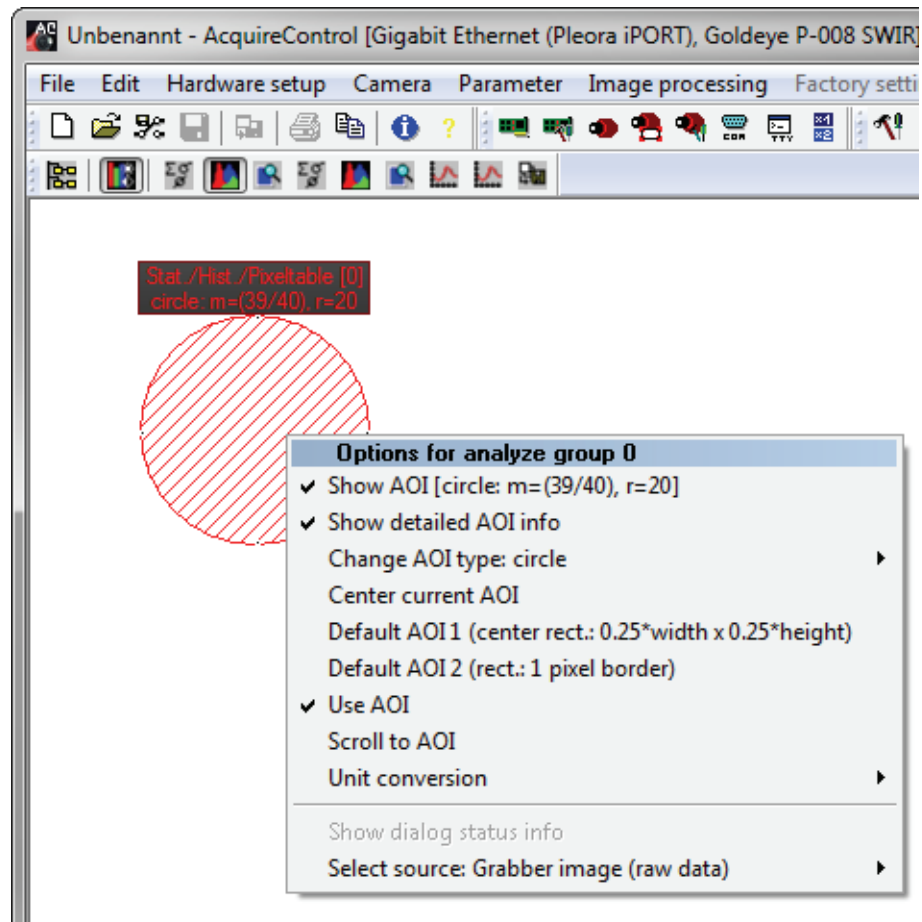 Unbenannt - AcquireControl [Gigabit Ethernet (Pleora iPORT), Goldeye P-008 SWIR]
File Edit Hardware setup Camera Parameter Image processing Factory setti
Stat./Hist./Pixeltable [0]
circle: m=(39/40), r=20
Options for analyze group 0
Show AOI [circle: m=(39/40), r=20]
Show detailed AOI info
Change AOI type: circle
Center current AOI
Default AOI 1 (center rect.: 0.25*width x 0.25*height)
Default AOI 2 (rect.: 1 pixel border)
Use AOI
Scroll to AOI
Unit conversion
Show dialog status info
Select source: Grabber image (raw data)